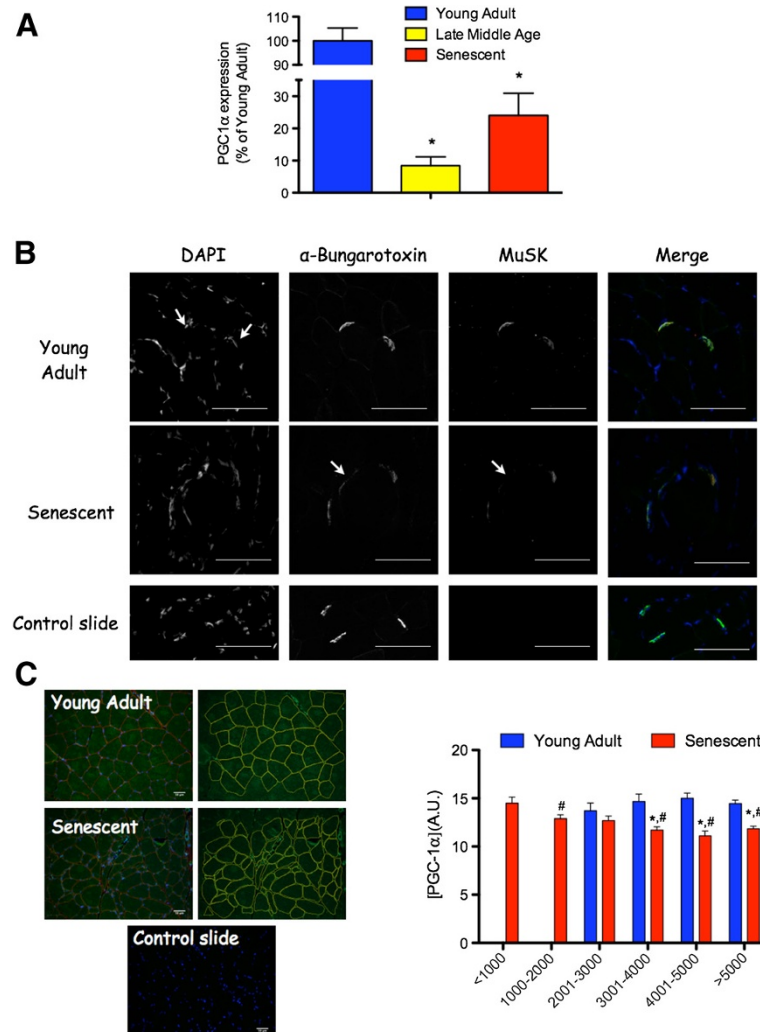 A
PGC1α expression
(% of Young Adult)
110
100
90
30
20
10
0
Young Adult
Late Middle Age
Senescent
*
*
B
DAPI
α-Bungarotoxin
MuSK
Merge
Young
Adult
Senescent
Control slide
C
Young Adult
Senescent
Control slide
Young Adult
Senescent
[PGC-1α](A.U.)
20
15
10
5
0
#
*,#
*,#
*,#
<1000
1000-2000
2001-3000
3001-4000
4001-5000
>5000